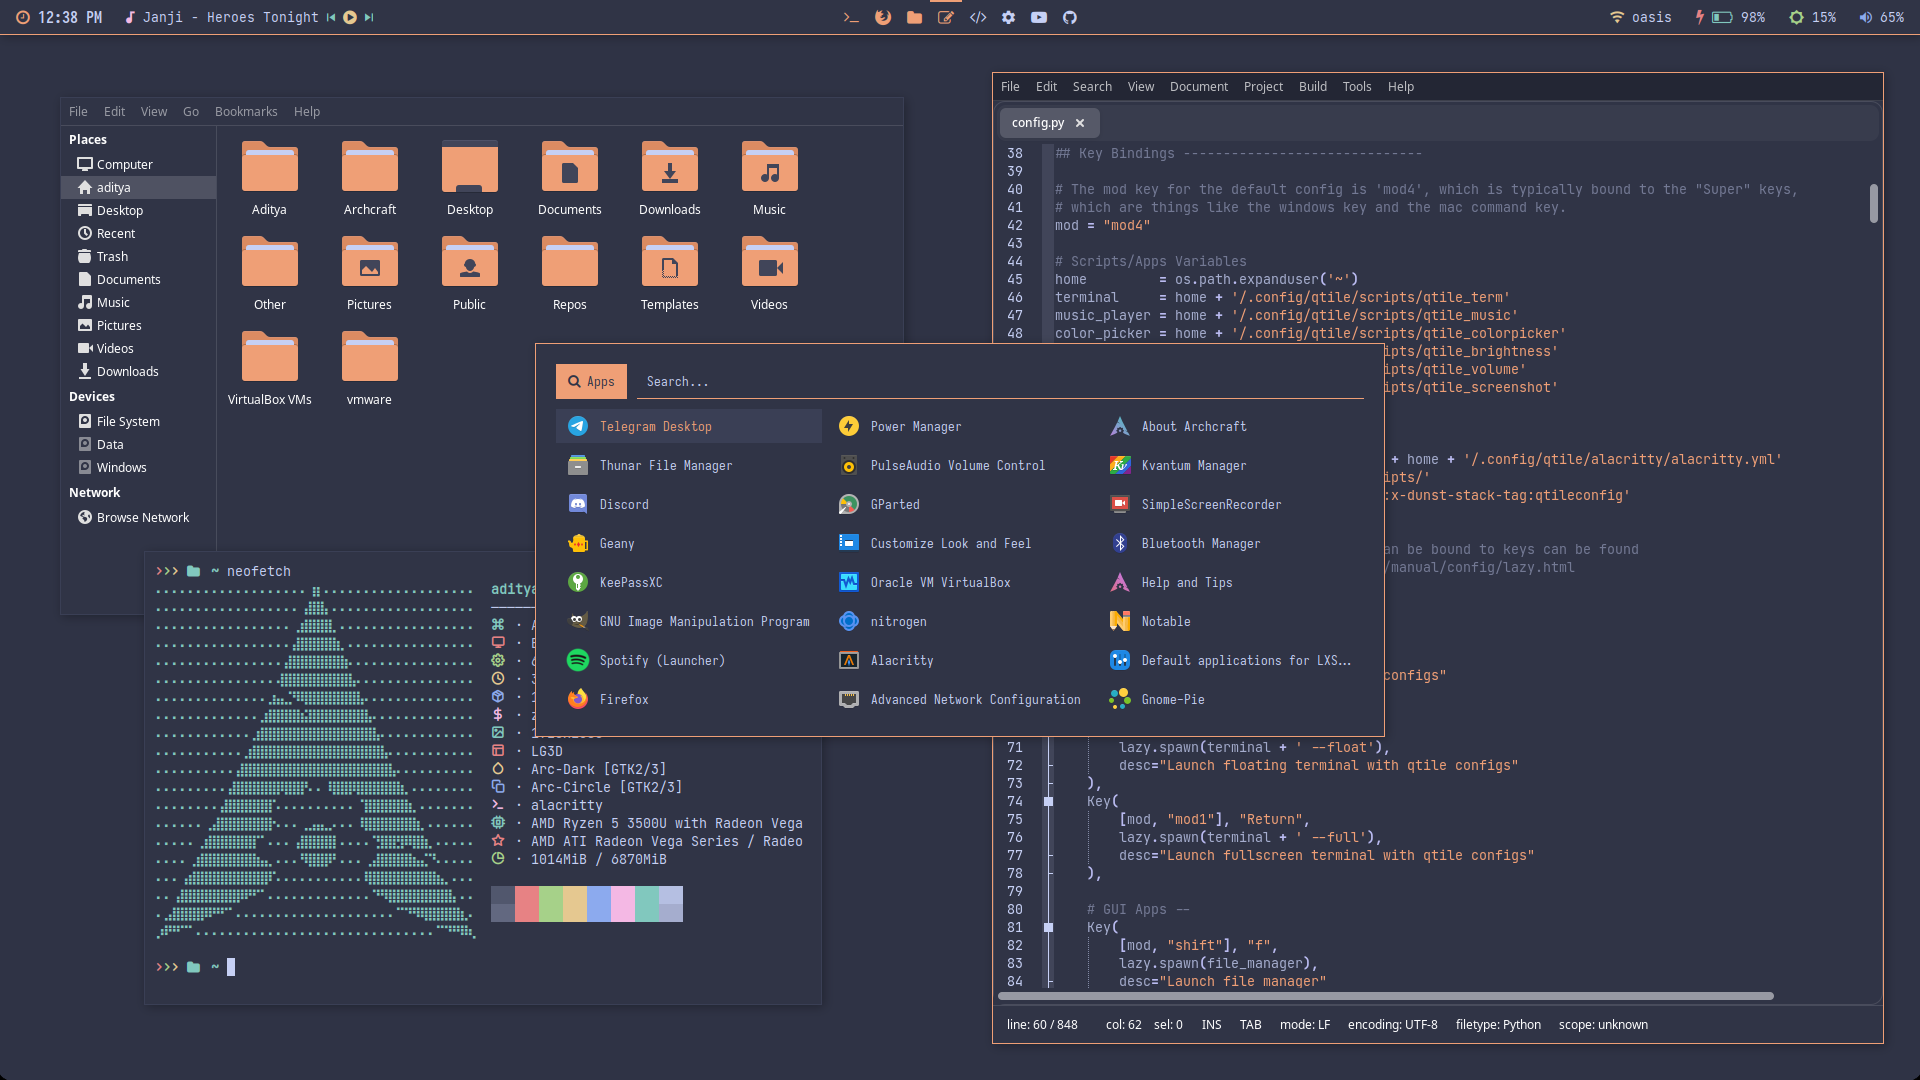 12:38 PM
Janji - Heroes Tonight
oasis
98%
15%
65%
File Edit View Go Bookmarks Help
Places
Computer
aditya
Desktop
Recent
Trash
Documents
Music
Pictures
Videos
Downloads
Devices
File System
Data
Windows
Network
Browse Network
Aditya Archcraft Desktop Documents Downloads Music
Other Pictures Public Repos Templates Videos
VirtualBox VMs vmware
>>> ~ neofetch
aditya
LG3D
Arc-Dark [GTK2/3]
Arc-Circle [GTK2/3]
alacritty
AMD Ryzen 5 3500U with Radeon Vega
AMD ATI Radeon Vega Series / Radeo
1014MiB / 6870MiB
>>> ~
Apps Search...
Telegram Desktop
Thunar File Manager
Discord
Geany
KeePassXC
GNU Image Manipulation Program
Spotify (Launcher)
Firefox
Power Manager
PulseAudio Volume Control
GParted
Customize Look and Feel
Oracle VM VirtualBox
nitrogen
Alacritty
Advanced Network Configuration
About Archcraft
Kvantum Manager
SimpleScreenRecorder
Bluetooth Manager
Help and Tips
Notable
Default applications for LXS...
Gnome-Pie
File Edit Search View Document Project Build Tools Help
config.py
38 ## Key Bindings ------------------------------
39
40 # The mod key for the default config is 'mod4', which is typically bound to the "Super" keys,
41 # which are things like the windows key and the mac command key.
42 mod = "mod4"
43
44 # Scripts/Apps Variables
45 home = os.path.expanduser('~')
46 terminal = home + '/.config/qtile/scripts/qtile_term'
47 music_player = home + '/.config/qtile/scripts/qtile_music'
48 color_picker = home + '/.config/qtile/scripts/qtile_colorpicker'
ipts/qtile_brightness'
ipts/qtile_volume'
ipts/qtile_screenshot'
+ home + '/.config/qtile/alacritty/alacritty.yml'
ipts/'
:x-dunst-stack-tag:qtileconfig'
an be bound to keys can be found
/manual/config/lazy.html
configs"
71 lazy.spawn(terminal + ' --float'),
72 desc="Launch floating terminal with qtile configs"
73 ),
74 Key(
75 [mod, "mod1"], "Return",
76 lazy.spawn(terminal + ' --full'),
77 desc="Launch fullscreen terminal with qtile configs"
78 ),
79
80 # GUI Apps --
81 Key(
82 [mod, "shift"], "f",
83 lazy.spawn(file_manager),
84 desc="Launch file manager"
line: 60 / 848 col: 62 sel: 0 INS TAB mode: LF encoding: UTF-8 filetype: Python scope: unknown